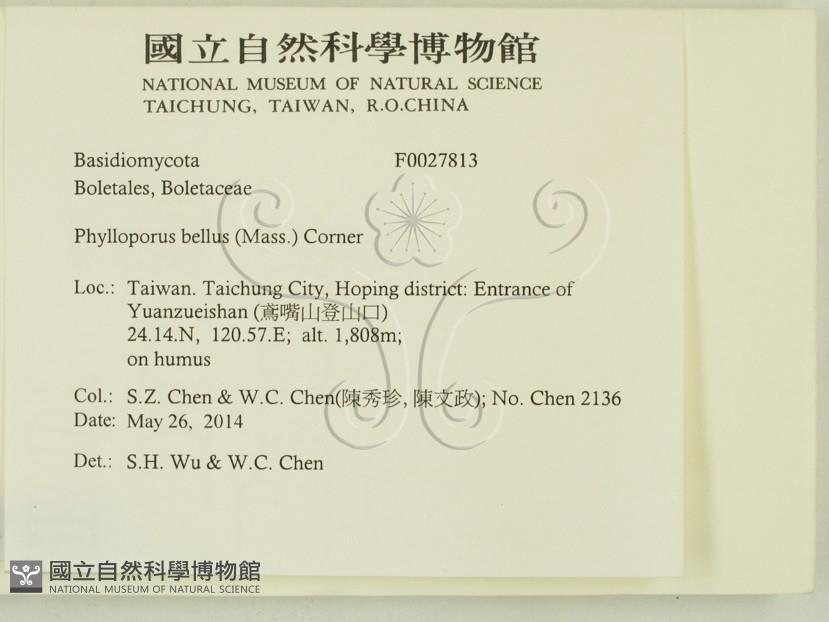 國立自然科學博物館
NATIONAL MUSEUM OF NATURAL SCIENCE
TAICHUNG, TAIWAN, R.O.CHINA
Basidiomycota F0027813
Boletales, Boletaceae
Phylloporus bellus (Mass.) Corner
Loc.: Taiwan. Taichung City, Hoping district: Entrance of
Yuanzueishan (鳶嘴山登山口)
24.14.N, 120.57.E; alt. 1,808m;
on humus
Col.: S.Z. Chen & W.C. Chen(陳秀珍, 陳文政); No. Chen 2136
Date: May 26, 2014
Det.: S.H. Wu & W.C. Chen
國立自然科學博物館
NATIONAL MUSEUM OF NATURAL SCIENCE